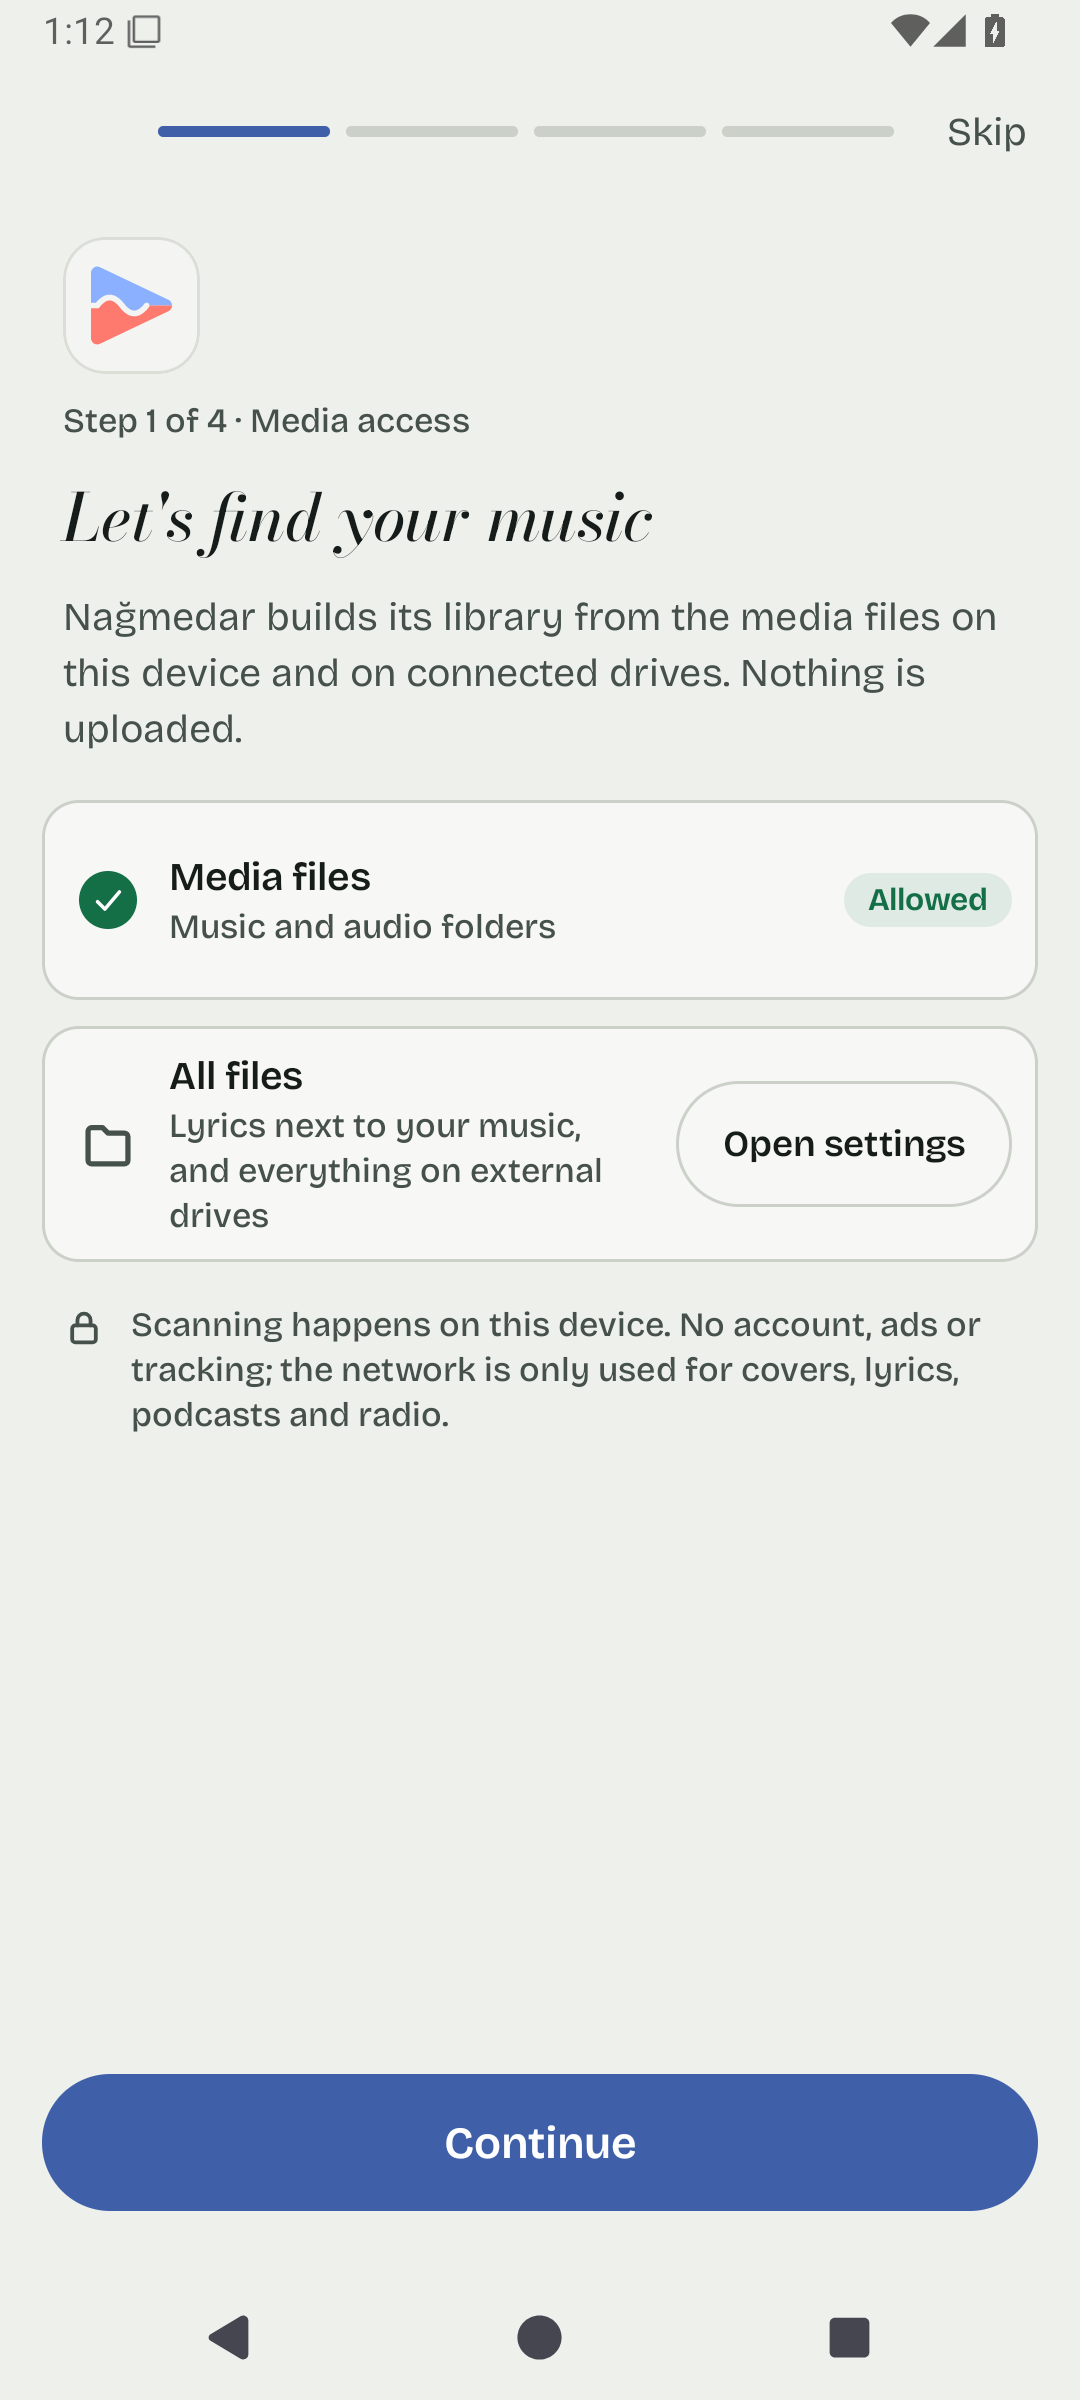 1:12
Skip
Step 1 of 4 · Media access
Let's find your music
Nağmedar builds its library from the media files on
this device and on connected drives. Nothing is
uploaded.
Media files
Music and audio folders
Allowed
All files
Lyrics next to your music,
and everything on external
drives
Open settings
Scanning happens on this device. No account, ads or
tracking; the network is only used for covers, lyrics,
podcasts and radio.
Continue